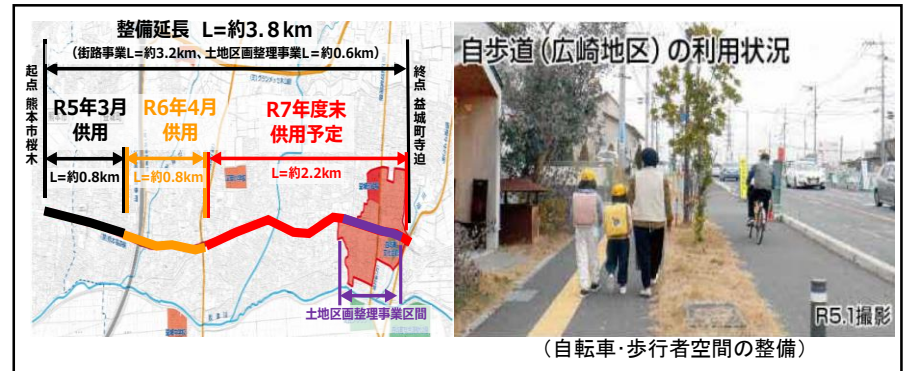 整備延長 L=約3.8km
(街路事業L=約3.2km、土地区画整理事業L=約0.6km)
起点 熊本市桜木
終点 益城町寺迫
R5年3月
供用
R6年4月
供用
R7年度末
供用予定
L=約0.8km
L=約0.8km
L=約2.2km
土地区画整理事業区間
自歩道(広崎地区)の利用状況
R5.1撮影
(自転車・歩行者空間の整備)